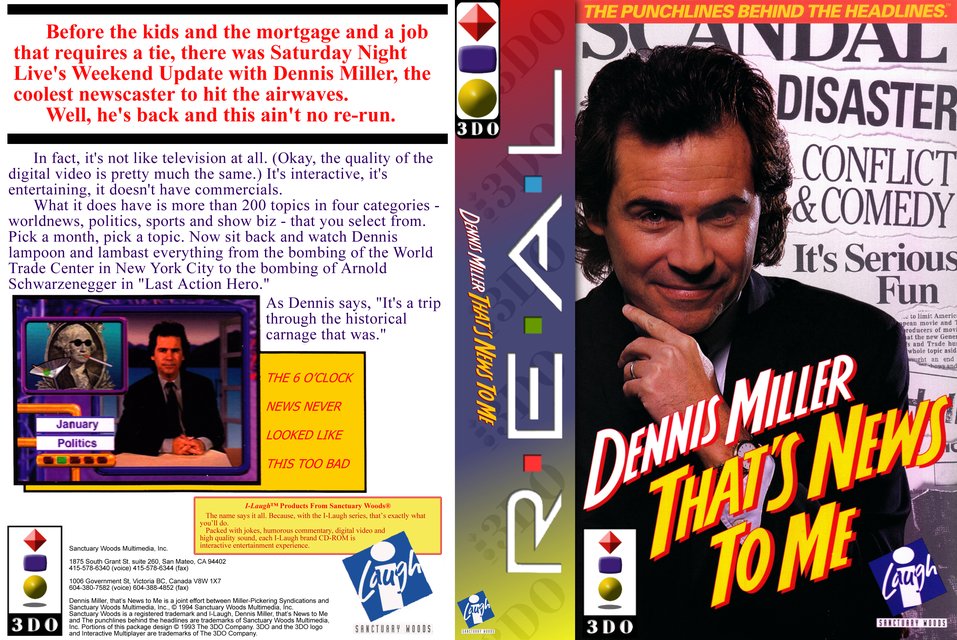 Before the kids and the mortgage and a job
that requires a tie, there was Saturday Night
Live's Weekend Update with Dennis Miller, the
coolest newscaster to hit the airwaves.
Well, he's back and this ain't no re-run.
In fact, it's not like television at all. (Okay, the quality of the
digital video is pretty much the same.) It's interactive, it's
entertaining, it doesn't have commercials.
What it does have is more than 200 topics in four categories -
worldnews, politics, sports and show biz - that you select from.
Pick a month, pick a topic. Now sit back and watch Dennis
lampoon and lambast everything from the bombing of the World
Trade Center in New York City to the bombing of Arnold
Schwarzenegger in "Last Action Hero."
As Dennis says, "It's a trip
through the historical
carnage that was."
January
Politics
THE 6 O'CLOCK
NEWS NEVER
LOOKED LIKE
THIS TOO BAD
I-Laugh™ Products From Sanctuary Woods®
The name says it all. Because, with the I-Laugh series, that's exactly what
you'll do.
Packed with jokes, humorous commentary, digital video and
high quality sound, each I-Laugh brand CD-ROM is
interactive entertainment experience.
3DO
Sanctuary Woods Multimedia, Inc.
1875 South Grant St. suite 260, San Mateo, CA 94402
415-578-6340 (voice) 415-578-6344 (fax)
1006 Government St, Victoria BC, Canada V8W 1X7
604-380-7582 (voice) 604-388-4852 (fax)
Dennis Miller, that's News to Me is a joint effort between Miller-Pickering Syndications and
Sanctuary Woods Multimedia, Inc., © 1994 Sanctuary Woods Multimedia, Inc.
Sanctuary Woods is a registered trademark and I-Laugh, Dennis Miller, that's News to Me
and The punchlines behind the headlines are trademarks of Sanctuary Woods Multimedia,
Inc. Portions of this package design © 1993 The 3DO Company. 3DO and the 3DO logo
and Interactive Multiplayer are trademarks of The 3DO Company.
i Laugh
SANCTUARY WOODS
3DO
REAL
DENNIS MILLER THAT'S NEWS TO ME
i Laugh
SANCTUARY WOODS
THE PUNCHLINES BEHIND THE HEADLINES.™
SCANDAL
DISASTER
CONFLICT
& COMEDY
It's Serious
Fun
DENNIS MILLER
THAT'S NEWS
TO ME
3DO
i Laugh
SANCTUARY WOODS